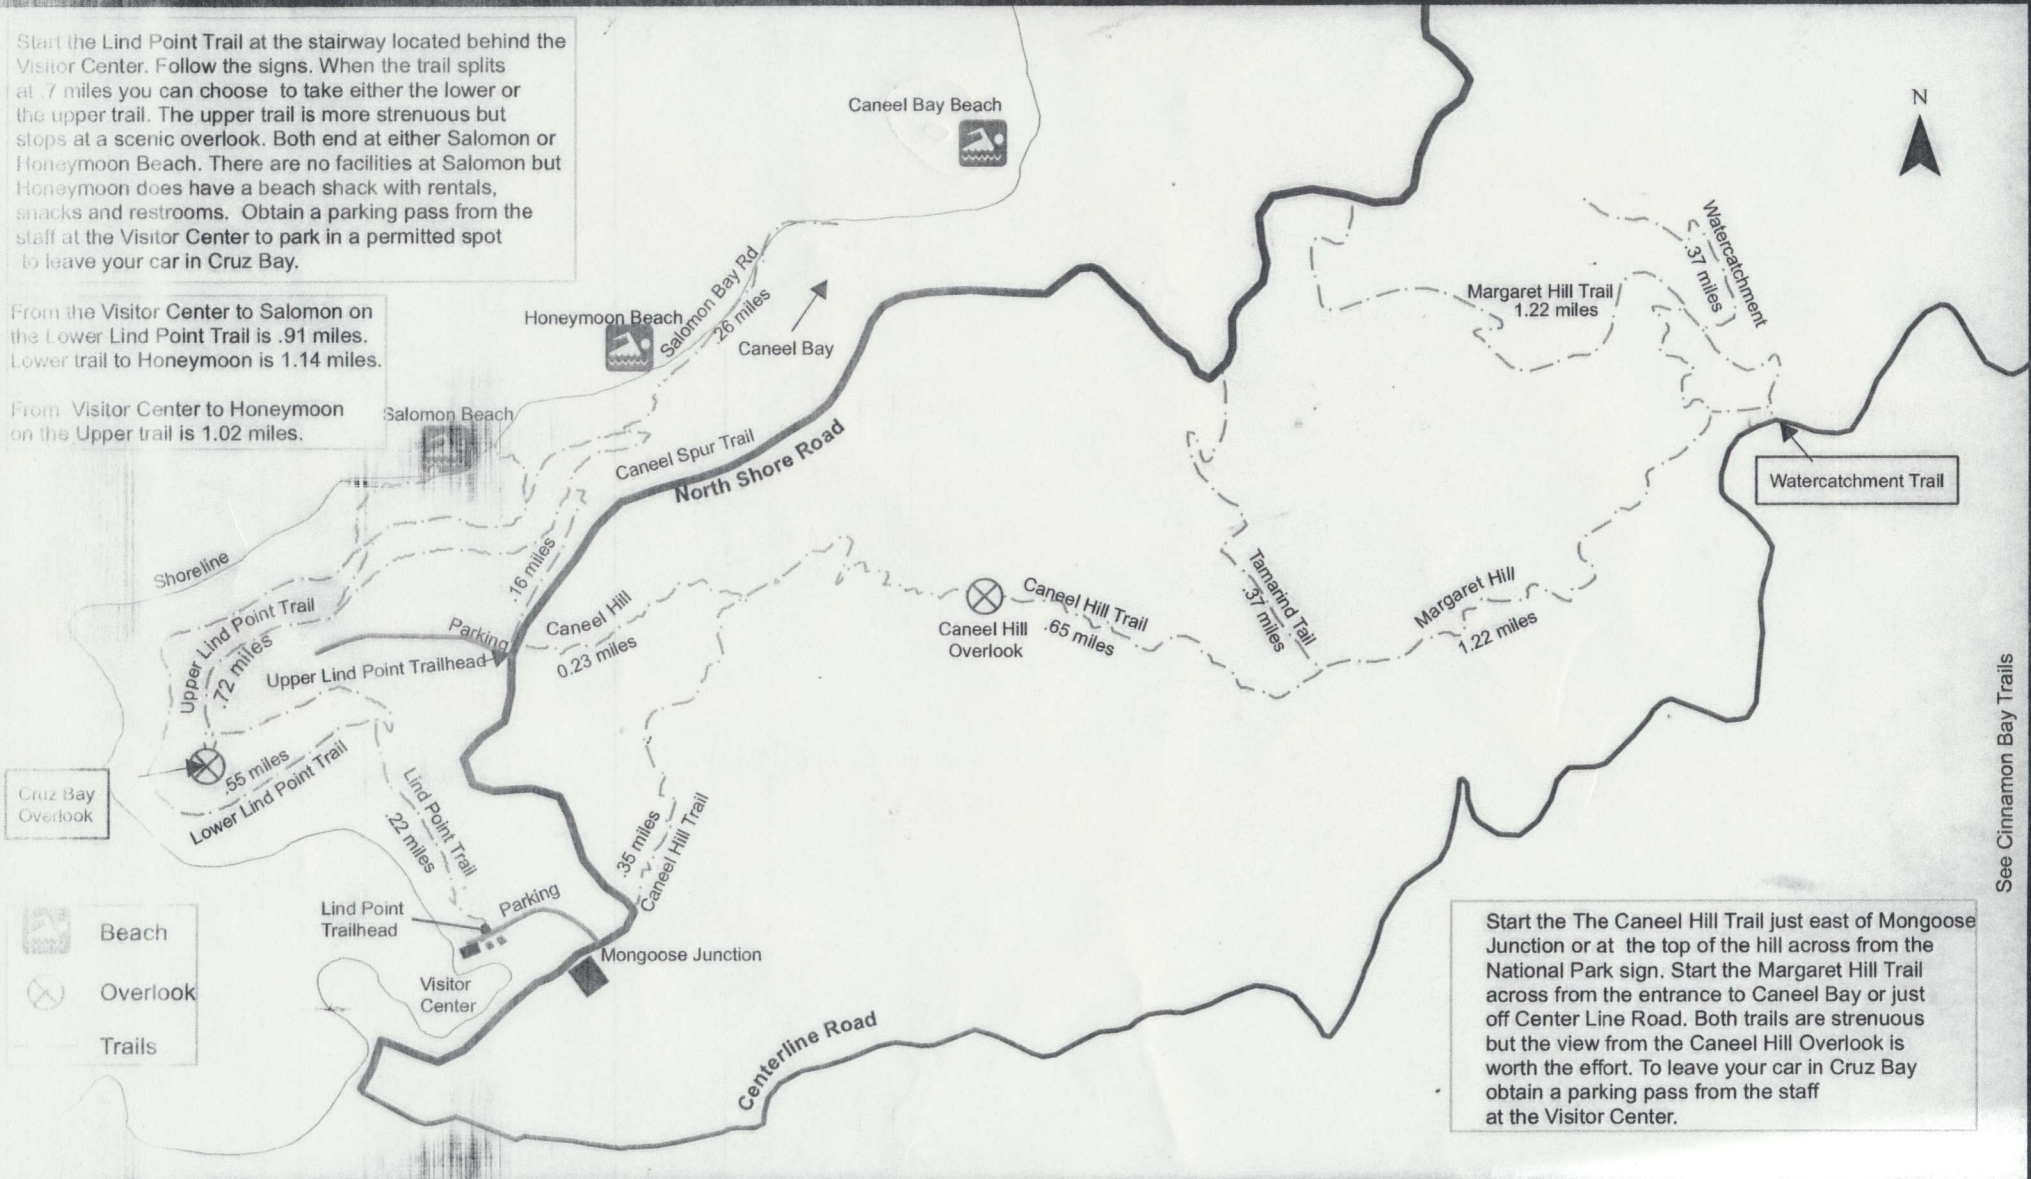 Start the Lind Point Trail at the stairway located behind the
Visitor Center. Follow the signs. When the trail splits
at .7 miles you can choose to take either the lower or
the upper trail. The upper trail is more strenuous but
stops at a scenic overlook. Both end at either Salomon or
Honeymoon Beach. There are no facilities at Salomon but
Honeymoon does have a beach shack with rentals,
snacks and restrooms. Obtain a parking pass from the
staff at the Visitor Center to park in a permitted spot
to leave your car in Cruz Bay.
From the Visitor Center to Salomon on
the Lower Lind Point Trail is .91 miles.
Lower trail to Honeymoon is 1.14 miles.
From Visitor Center to Honeymoon
on the Upper trail is 1.02 miles.
Caneel Bay Beach
N
Honeymoon Beach
Salomon Bay Rd
.26 miles
Caneel Bay
Salomon Beach
Caneel Spur Trail
North Shore Road
Watercatchment
.37 miles
Margaret Hill Trail
1.22 miles
Watercatchment Trail
Shoreline
.16 miles
Upper Lind Point Trail
.72 miles
Parking
Upper Lind Point Trailhead
Caneel Hill
0.23 miles
Caneel Hill
Overlook
Caneel Hill Trail
.65 miles
Tamarind Tail
.37 miles
Margaret Hill
1.22 miles
Cruz Bay
Overlook
.55 miles
Lower Lind Point Trail
Lind Point Trail
.22 miles
.35 miles
Caneel Hill Trail
See Cinnamon Bay Trails
Beach
Overlook
Trails
Lind Point
Trailhead
Parking
Visitor
Center
Mongoose Junction
Centerline Road
Start the The Caneel Hill Trail just east of Mongoose
Junction or at the top of the hill across from the
National Park sign. Start the Margaret Hill Trail
across from the entrance to Caneel Bay or just
off Center Line Road. Both trails are strenuous
but the view from the Caneel Hill Overlook is
worth the effort. To leave your car in Cruz Bay
obtain a parking pass from the staff
at the Visitor Center.